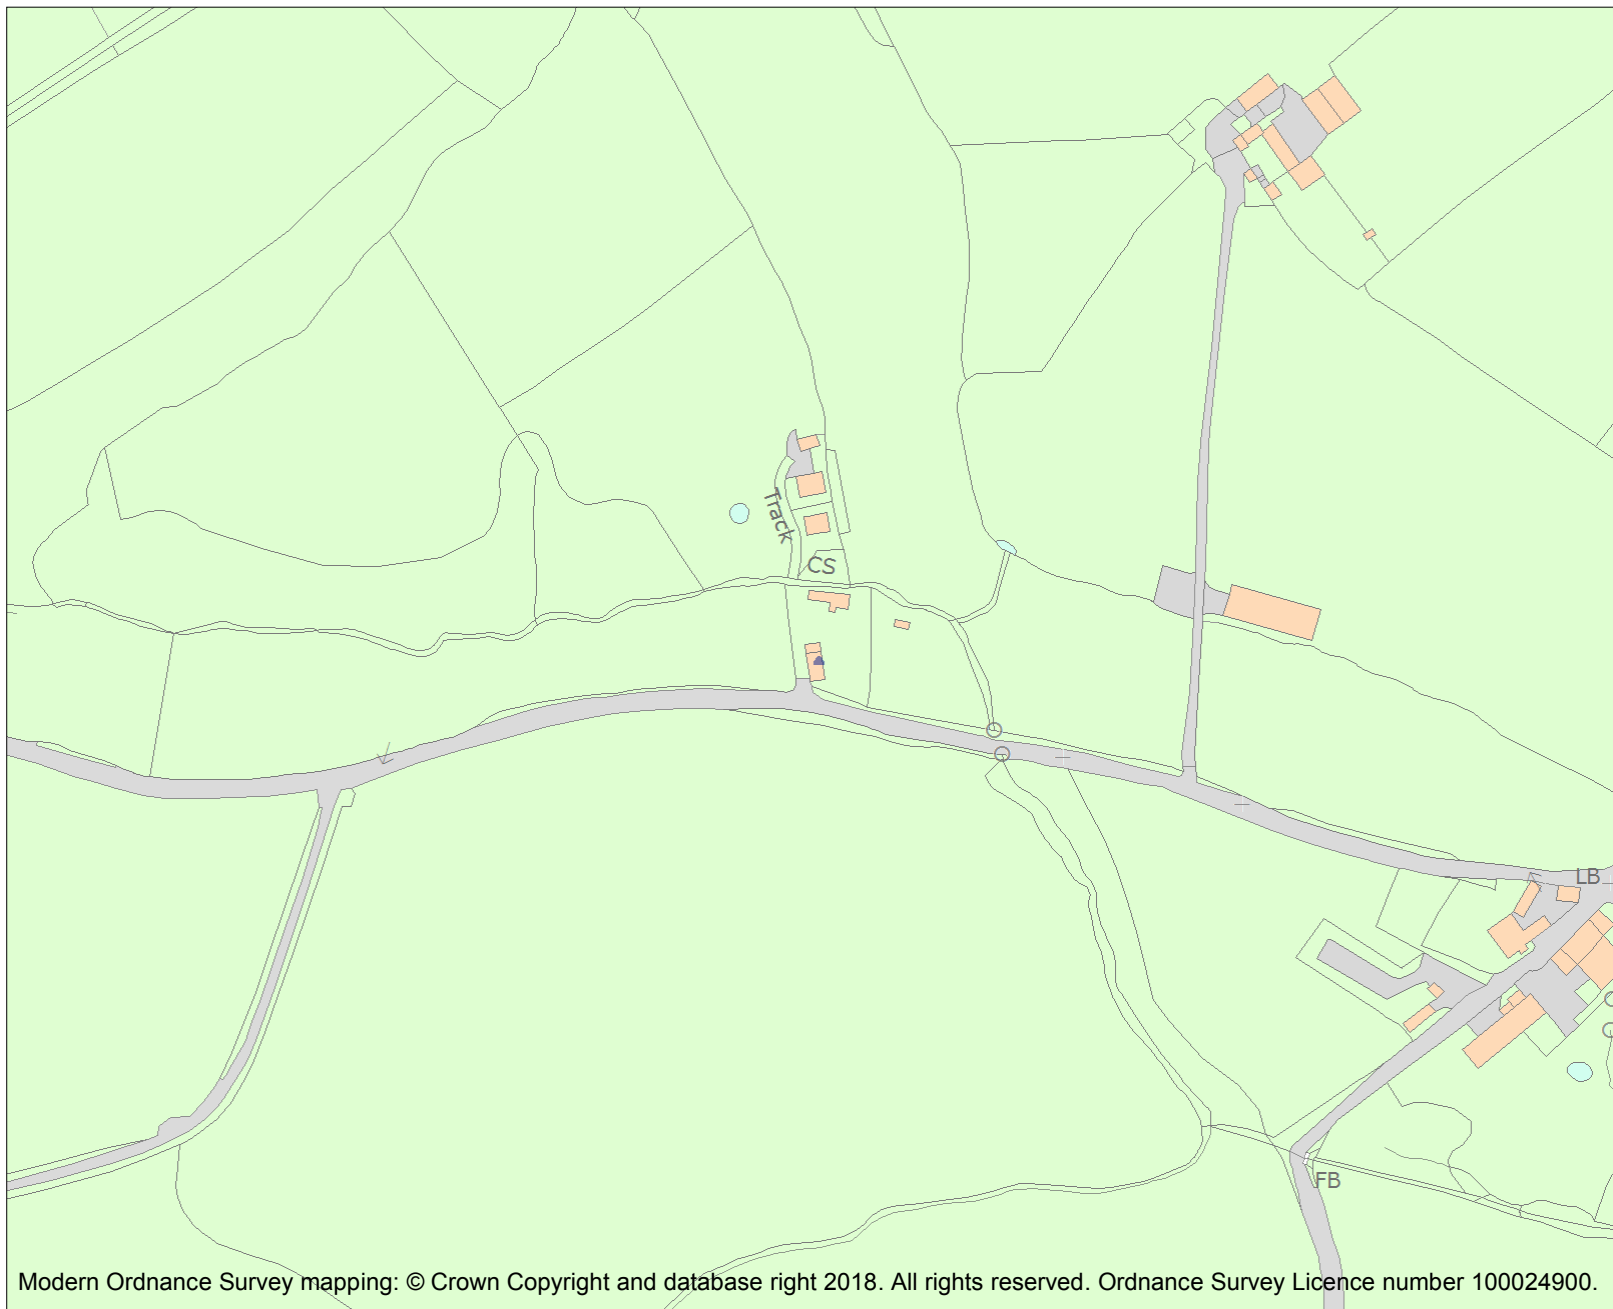 Track
CS
LB
FB
Modern Ordnance Survey mapping: © Crown Copyright and database right 2018. All rights reserved. Ordnance Survey Licence number 100024900.